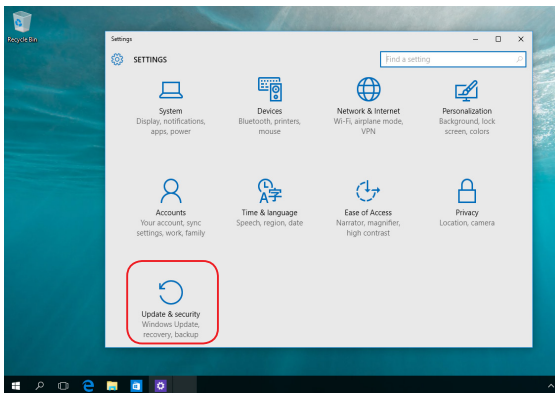 Recycle Bin
Settings
SETTINGS
Find a setting
System
Display, notifications,
apps, power
Devices
Bluetooth, printers,
mouse
Network & Internet
Wi-Fi, airplane mode,
VPN
Personalization
Background, lock
screen, colors
Accounts
Your account, sync
settings, work, family
Time & language
Speech, region, date
Ease of Access
Narrator, magnifier,
high contrast
Privacy
Location, camera
Update & security
Windows Update,
recovery, backup